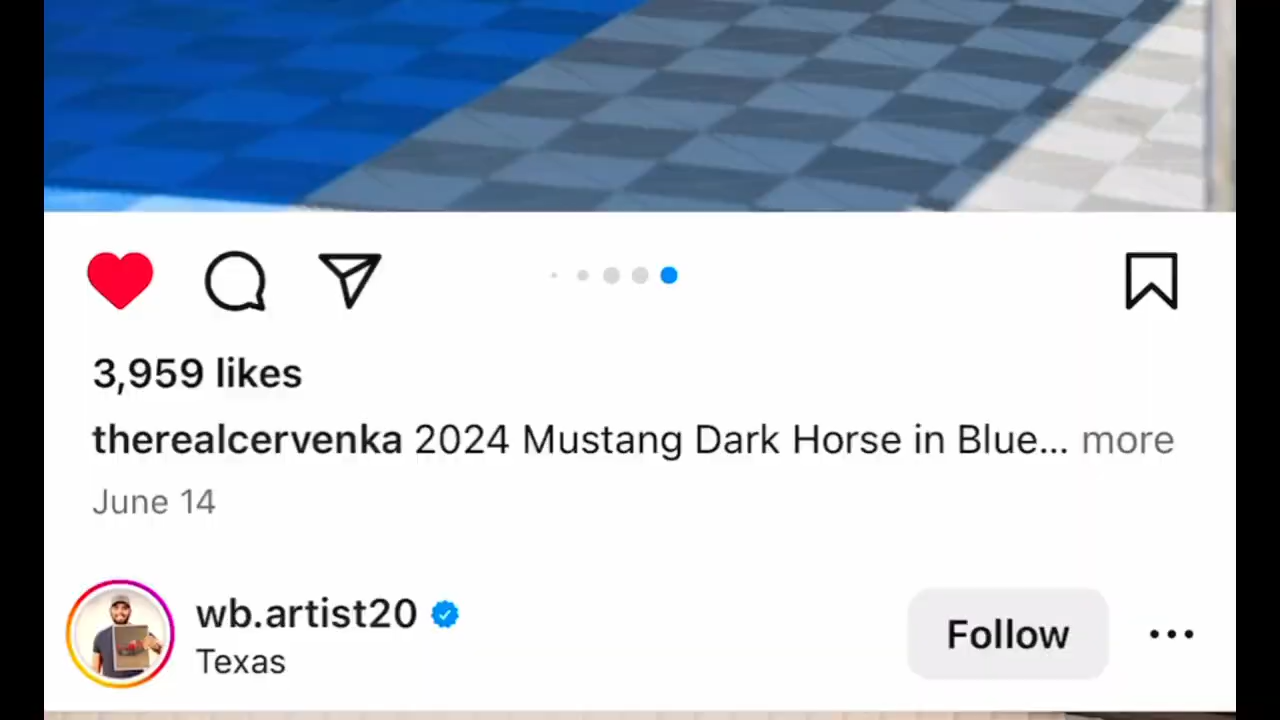 3,959 likes
therealcervenka 2024 Mustang Dark Horse in Blue... more
June 14
wb.artist20
Texas
Follow